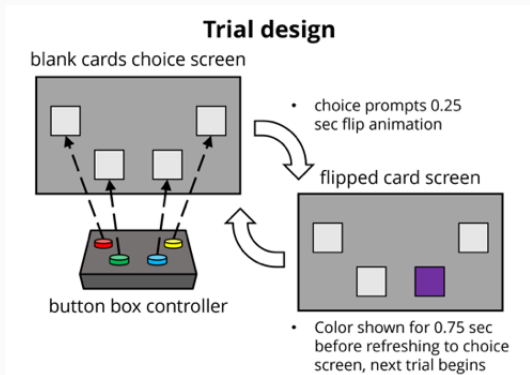 Trial design
blank cards choice screen
• choice prompts 0.25
sec flip animation
flipped card screen
button box controller
• Color shown for 0.75 sec
before refreshing to choice
screen, next trial begins